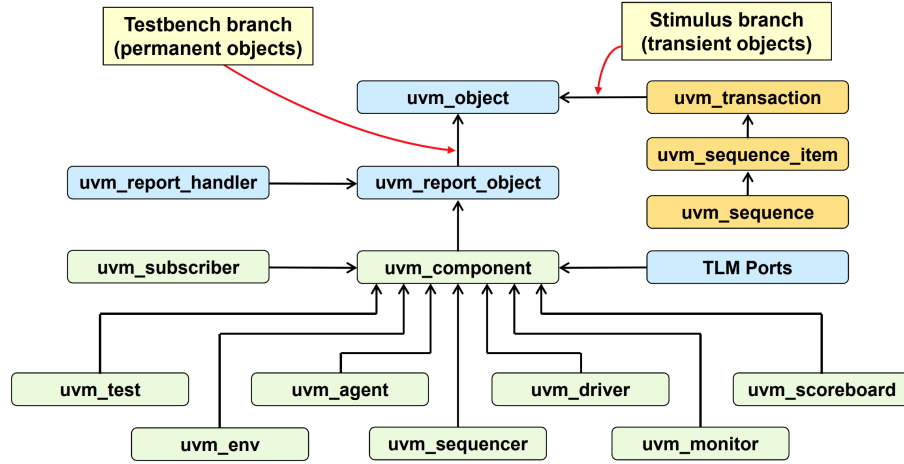 Testbench branch
(permanent objects)
Stimulus branch
(transient objects)
uvm_object
uvm_transaction
uvm_sequence_item
uvm_report_handler
uvm_report_object
uvm_sequence
uvm_subscriber
uvm_component
TLM Ports
uvm_test
uvm_agent
uvm_driver
uvm_scoreboard
uvm_env
uvm_sequencer
uvm_monitor